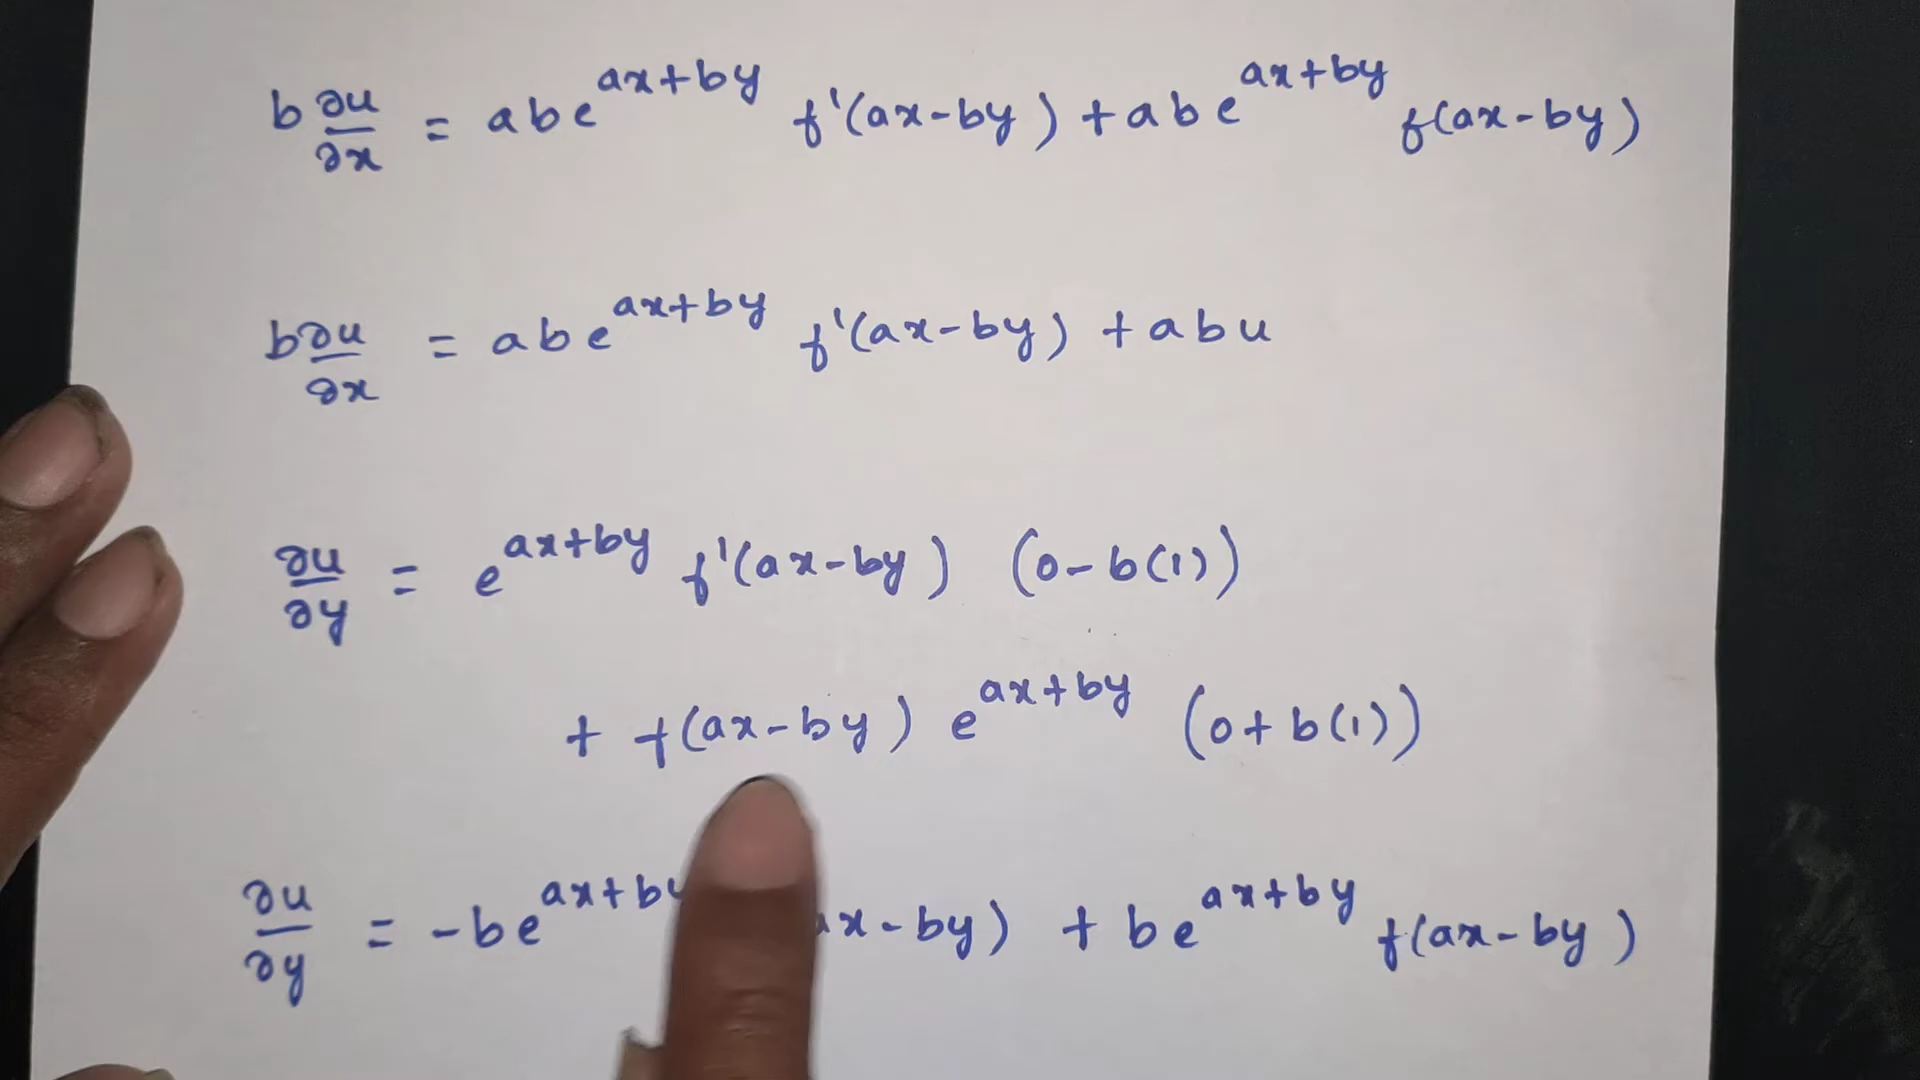 b ∂u/∂x = abe^{ax+by} f'(ax-by) + abe^{ax+by} f(ax-by)
b∂u/∂x = abe^{ax+by} f'(ax-by) + abu
∂u/∂y = e^{ax+by} f'(ax-by) (0-b(1))
+ f(ax-by) e^{ax+by} (0+b(1))
∂u/∂y = -be^{ax+by} x-by) + be^{ax+by} f(ax-by)